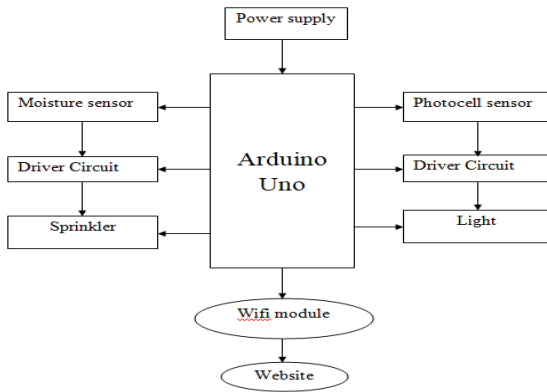 Power supply
Moisture sensor
Photocell sensor
Arduino
Uno
Driver Circuit
Driver Circuit
Sprinkler
Light
Wifi module
Website